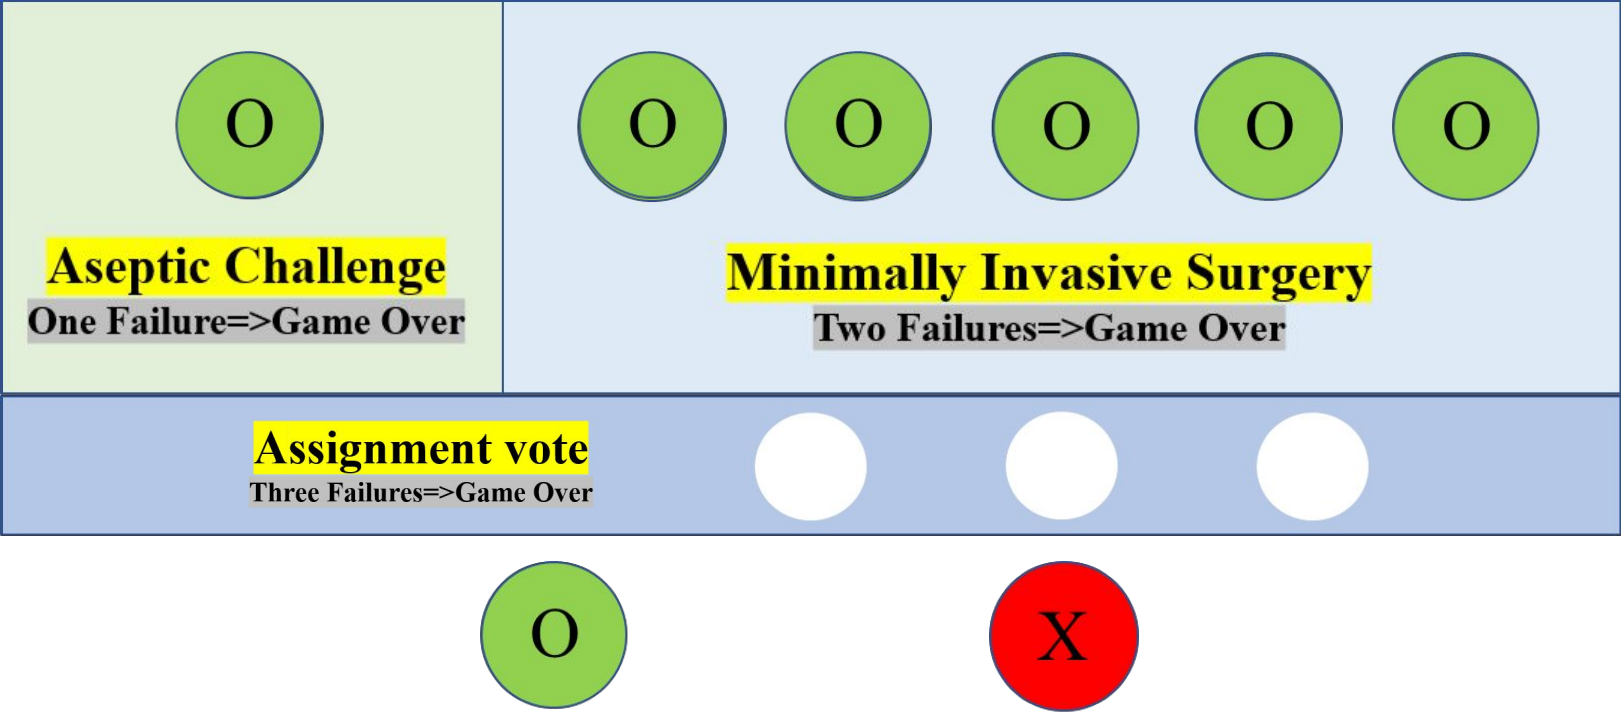 O
O O O O O
Aseptic Challenge
One Failure=>Game Over
Minimally Invasive Surgery
Two Failures=>Game Over
Assignment vote
Three Failures=>Game Over
O X